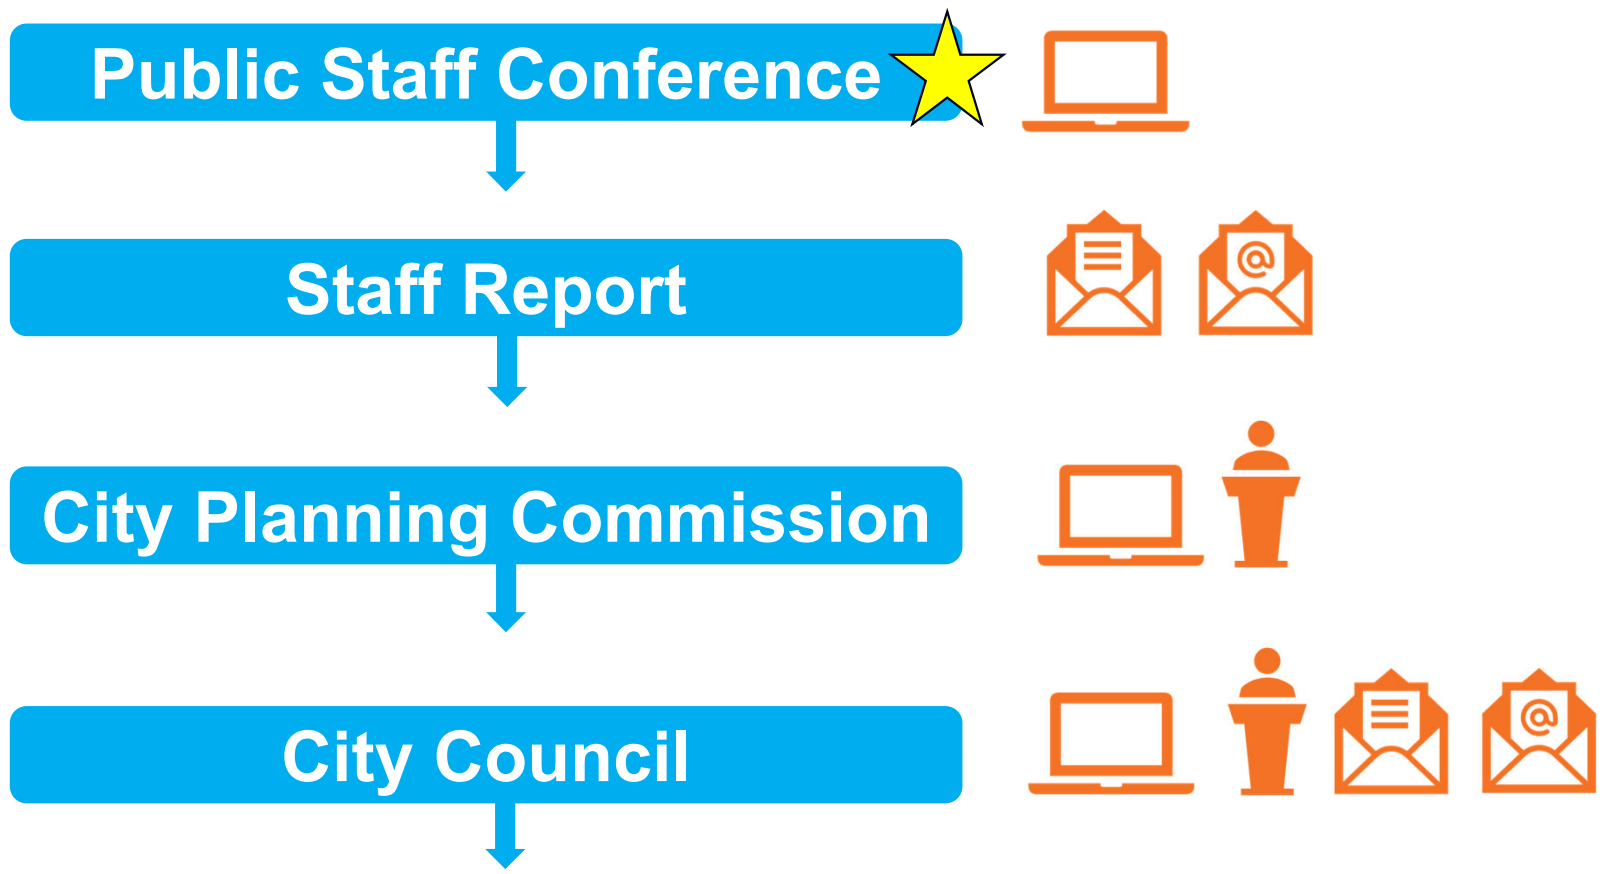 Public Staff Conference
Staff Report
@
City Planning Commission
City Council
@